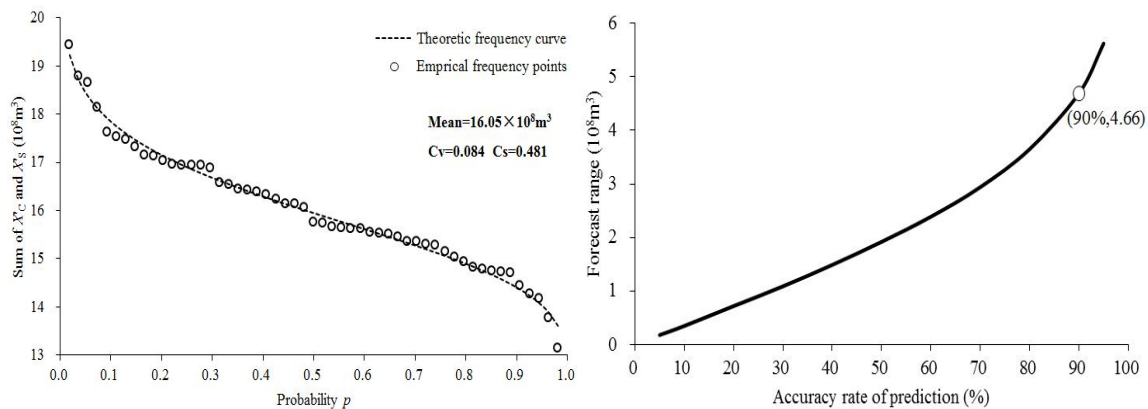 20
19
18
17
16
15
14
13
Sum of X'C and X'S (10⁸m³)
Theoretic frequency curve
Emprical frequency points
Mean=16.05×10⁸m³
Cv=0.084 Cs=0.481
0.0 0.1 0.2 0.3 0.4 0.5 0.6 0.7 0.8 0.9 1.0
Probability p
6
5
4
3
2
1
0
Forecast range (10⁸m³)
(90%,4.66)
0 10 20 30 40 50 60 70 80 90 100
Accuracy rate of prediction (%)